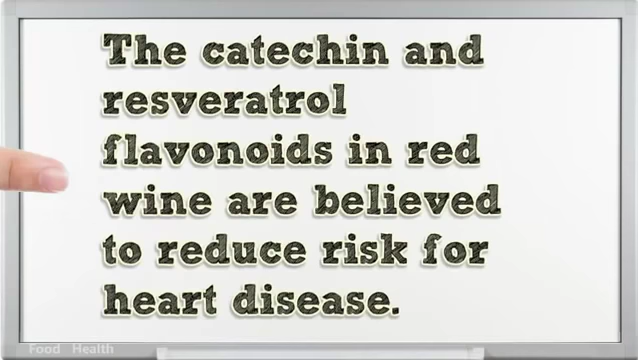 The catechin and
resveratrol
flavonoids in red
wine are believed
to reduce risk for
heart disease.
Food Health